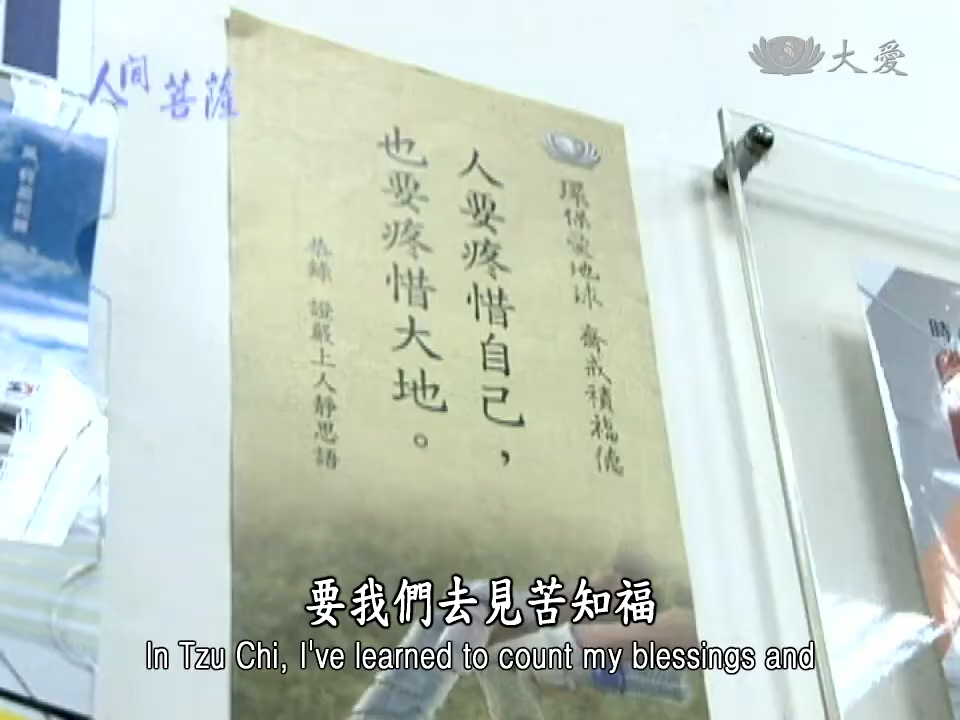 人間菩薩
大愛
環保愛地球 齋戒積福德
人要疼惜自己，
也要疼惜大地。
恭錄 證嚴上人靜思語
時
要我們去見苦知福
In Tzu Chi, I've learned to count my blessings and